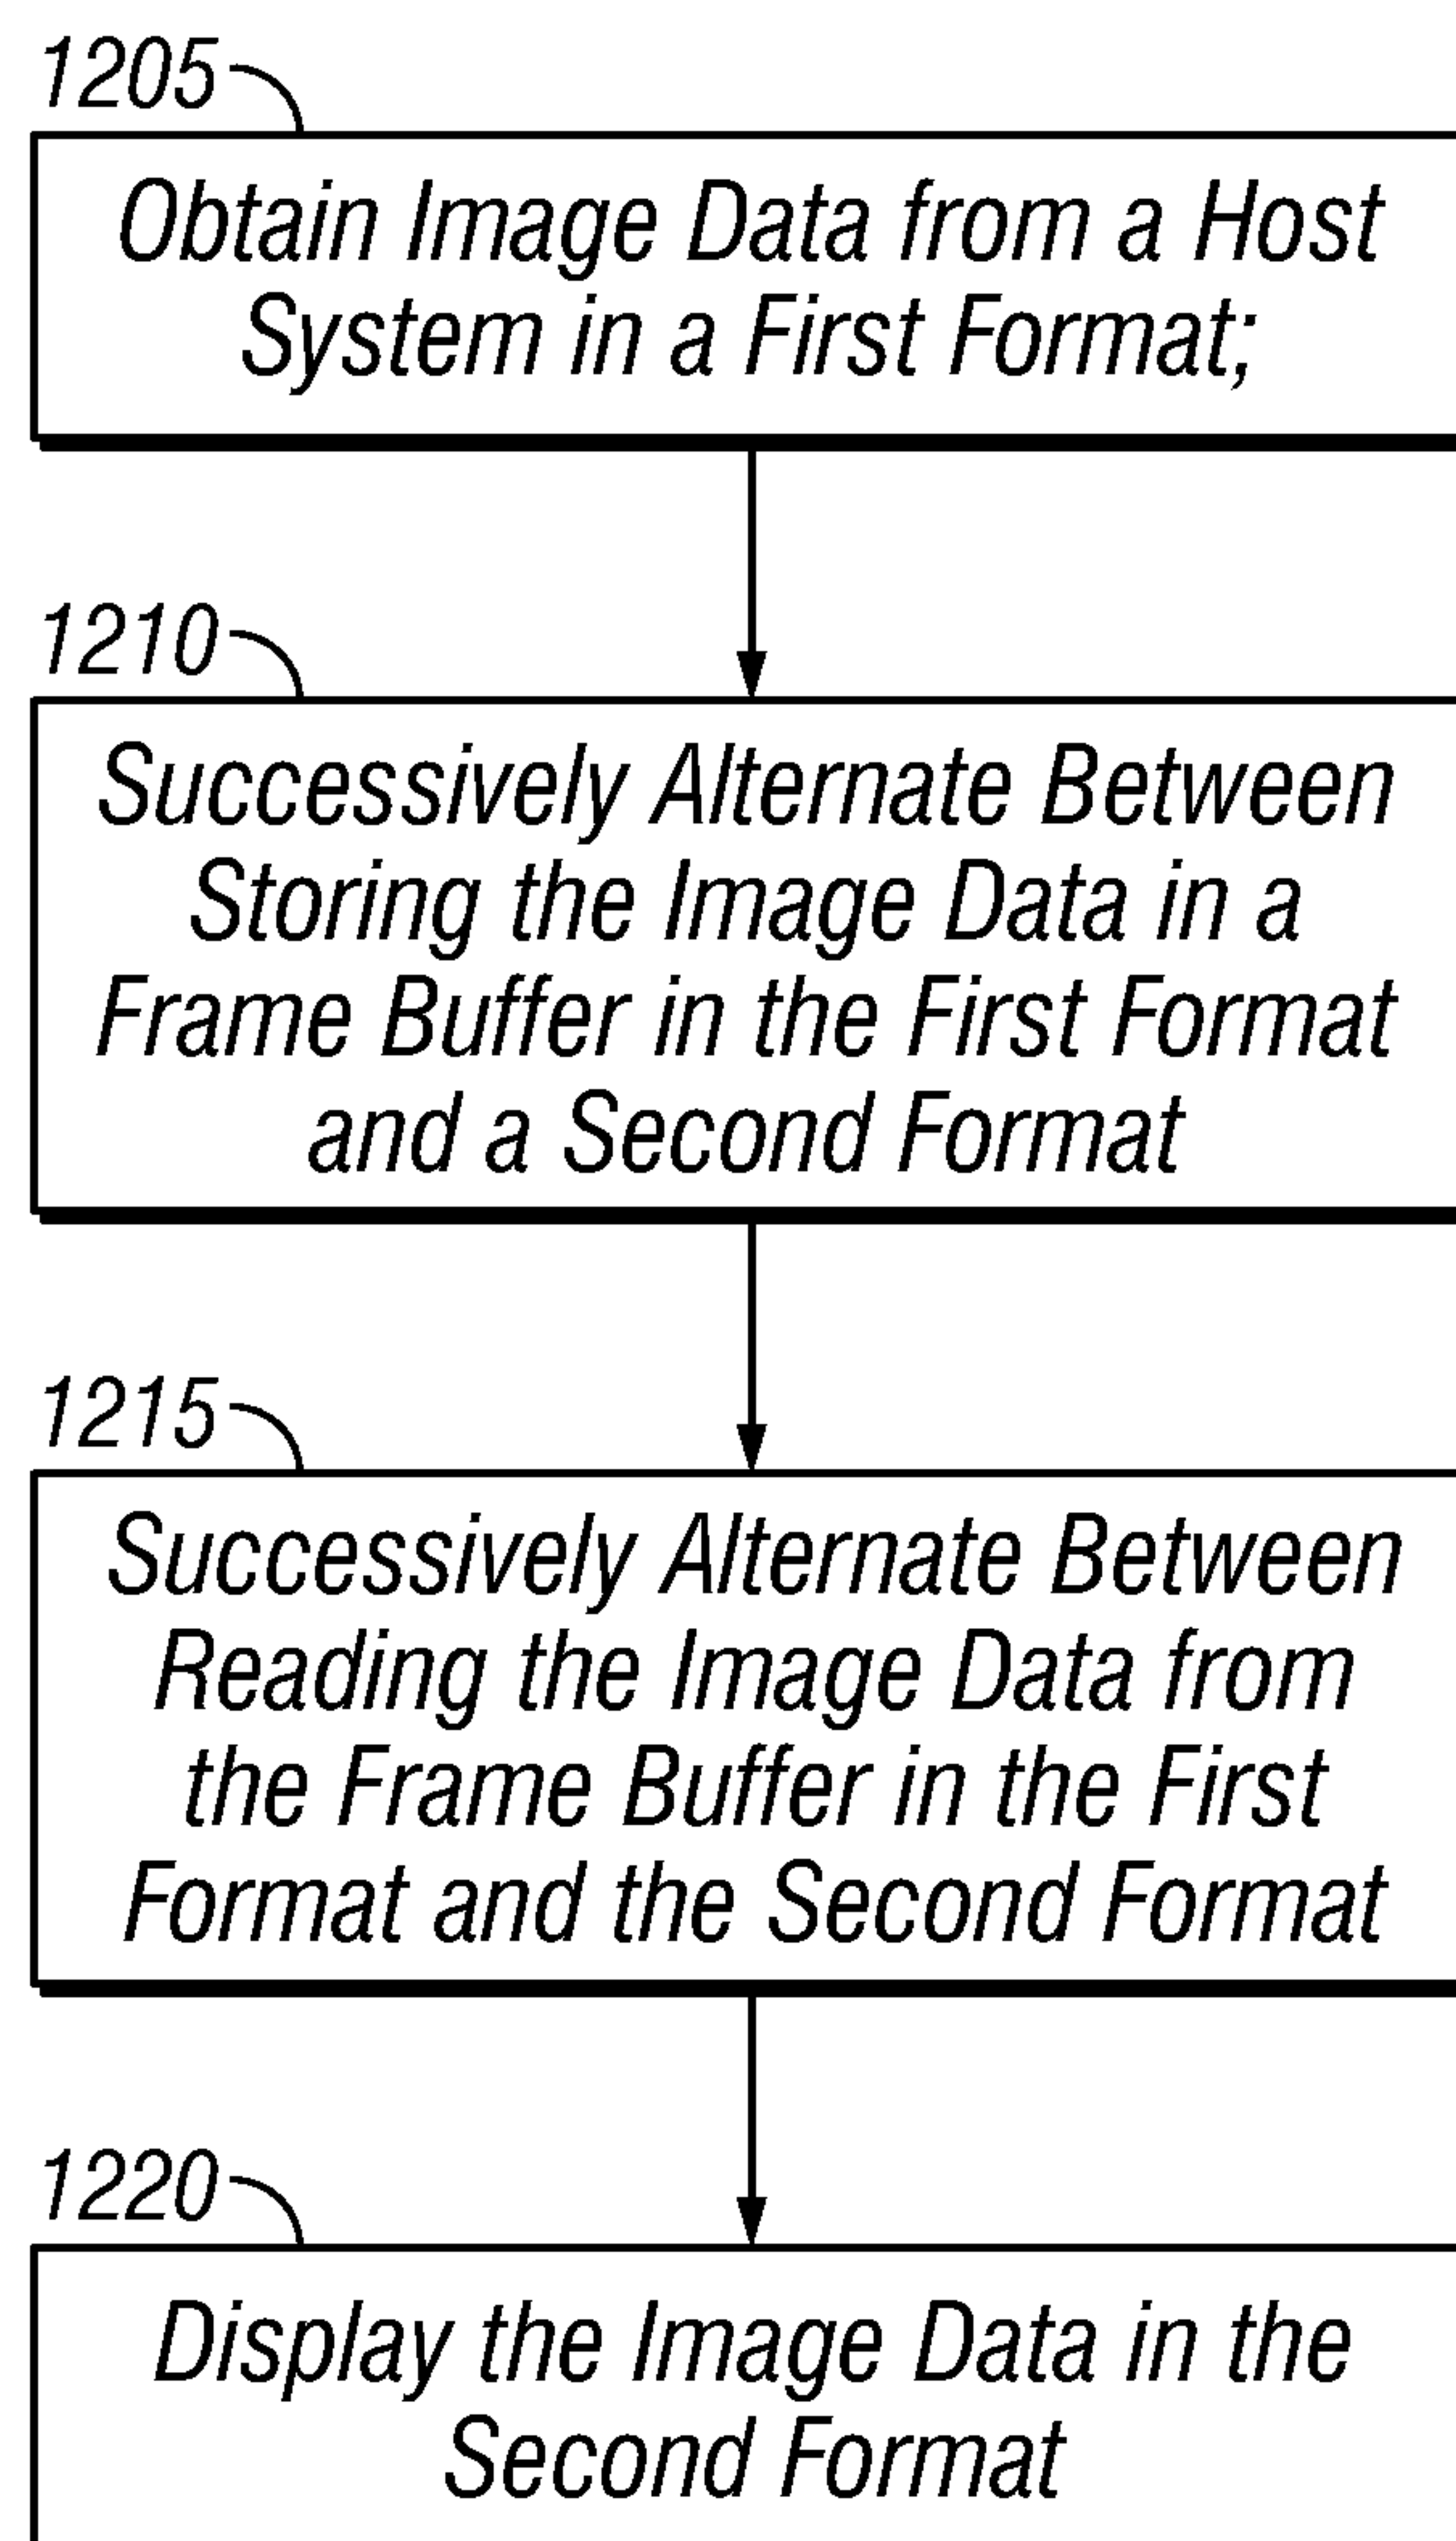 1205
Obtain Image Data from a Host
System in a First Format;
1210
Successively Alternate Between
Storing the Image Data in a
Frame Buffer in the First Format
and a Second Format
1215
Successively Alternate Between
Reading the Image Data from
the Frame Buffer in the First
Format and the Second Format
1220
Display the Image Data in the
Second Format